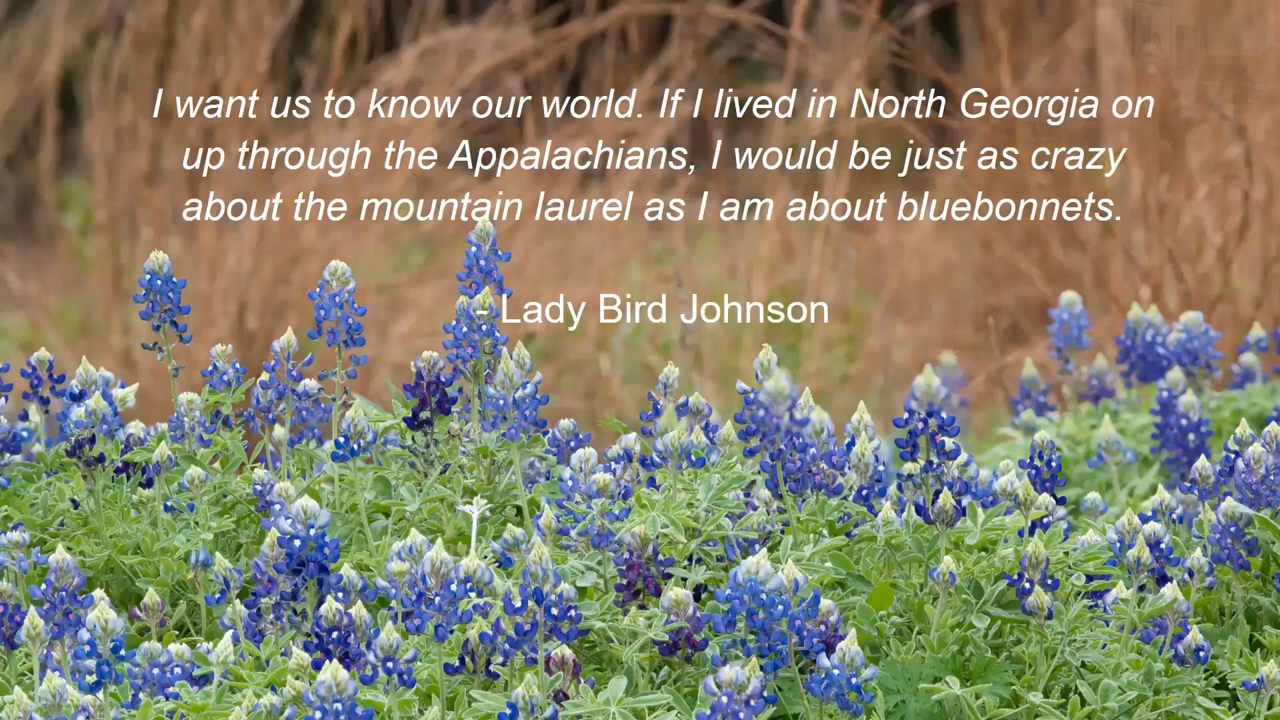 I want us to know our world. If I lived in North Georgia on
up through the Appalachians, I would be just as crazy
about the mountain laurel as I am about bluebonnets.
- Lady Bird Johnson